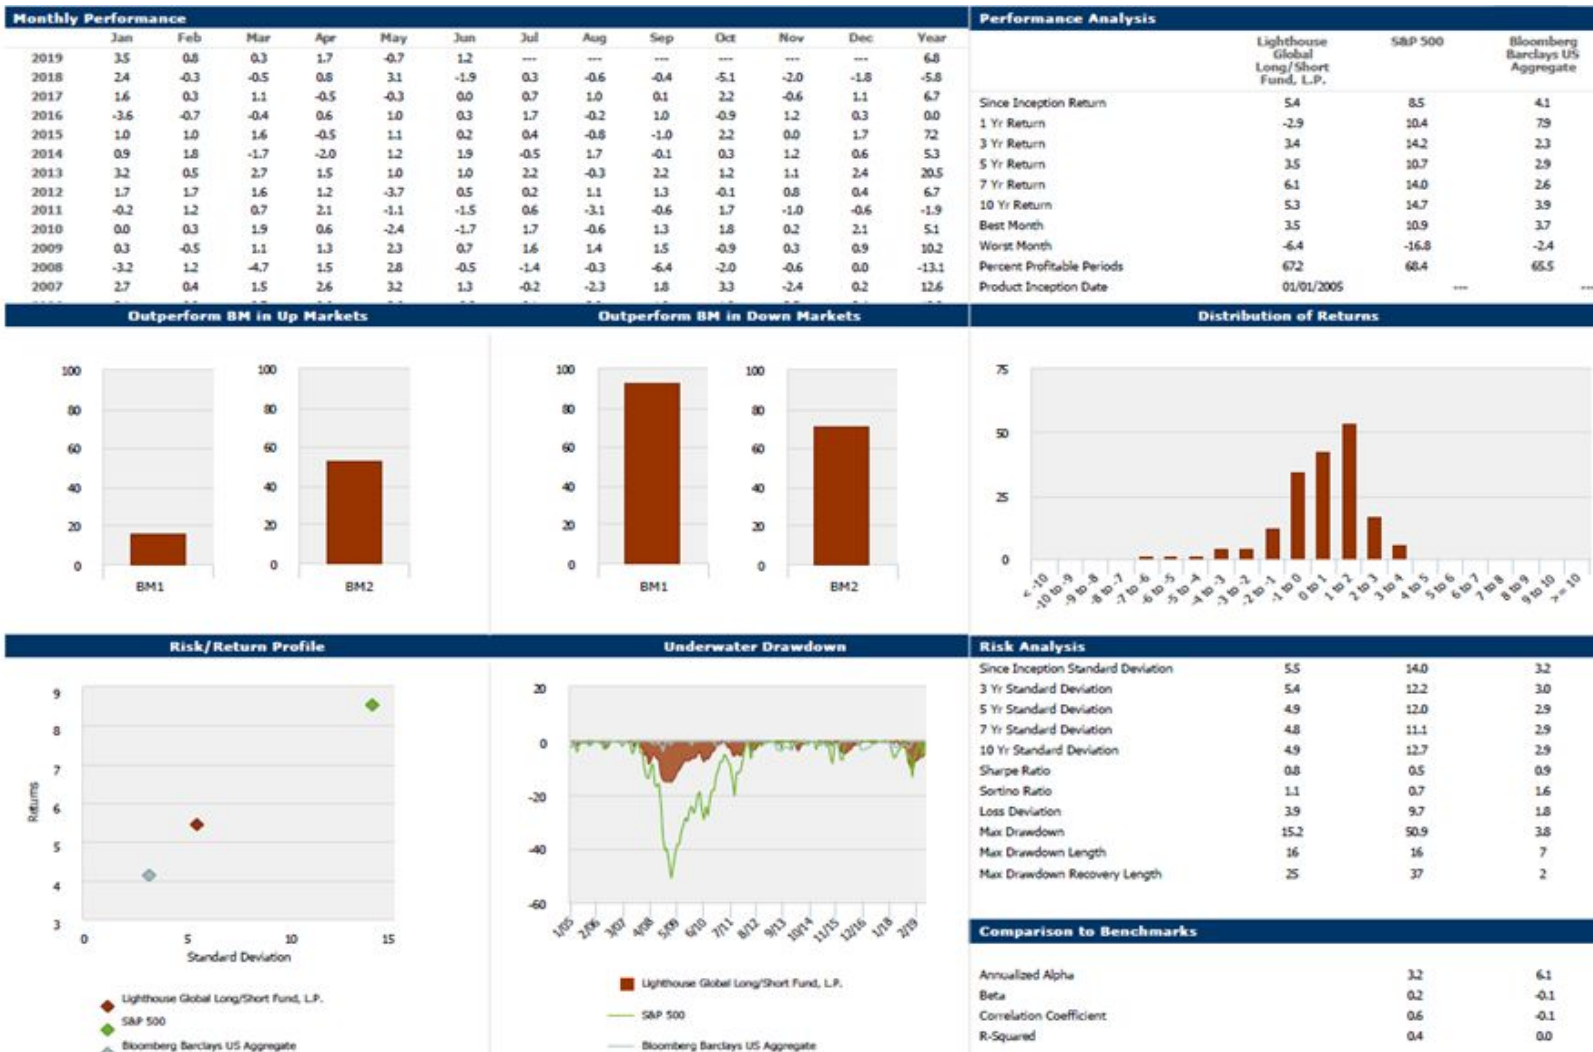 Monthly Performance
Jan Feb Mar Apr May Jun Jul Aug Sep Oct Nov Dec Year
2019 3.5 0.8 0.3 1.7 -0.7 1.2 --- --- --- --- --- --- 6.8
2018 2.4 -0.3 -0.5 0.8 3.1 -1.9 0.3 -0.6 -0.4 -5.1 -2.0 -1.8 -5.8
2017 1.6 0.3 1.1 -0.5 -0.3 0.0 0.7 1.0 0.1 2.2 -0.6 1.1 6.7
2016 -3.6 -0.7 -0.4 0.6 1.0 0.3 1.7 -0.2 1.0 -0.9 1.2 0.3 0.0
2015 1.0 1.0 1.6 -0.5 1.1 0.2 0.4 -0.8 -1.0 2.2 0.0 1.7 7.2
2014 0.9 1.8 -1.7 -2.0 1.2 1.9 -0.5 1.7 -0.1 0.3 1.2 0.6 5.3
2013 3.2 0.5 2.7 1.5 1.0 1.0 2.2 -0.3 2.2 1.2 1.1 2.4 20.5
2012 1.7 1.7 1.6 1.2 -3.7 0.5 0.2 1.1 1.3 -0.1 0.8 0.4 6.7
2011 -0.2 1.2 0.7 2.1 -1.1 -1.5 0.6 -3.1 -0.6 1.7 -1.0 -0.6 -1.9
2010 0.0 0.3 1.9 0.6 -2.4 -1.7 1.7 -0.6 1.3 1.8 0.2 2.1 5.1
2009 0.3 -0.5 1.1 1.3 2.3 0.7 1.6 1.4 1.5 -0.9 0.3 0.9 10.2
2008 -3.2 1.2 -4.7 1.5 2.8 -0.5 -1.4 -0.3 -6.4 -2.0 -0.6 0.0 -13.1
2007 2.7 0.4 1.5 2.6 3.2 1.3 -0.2 -2.3 1.8 3.3 -2.4 0.2 12.6
Performance Analysis
Lighthouse Global Long/Short Fund, L.P. S&P 500 Bloomberg Barclays US Aggregate
Since Inception Return 5.4 8.5 4.1
1 Yr Return -2.9 10.4 7.9
3 Yr Return 3.4 14.2 2.3
5 Yr Return 3.5 10.7 2.9
7 Yr Return 6.1 14.0 2.6
10 Yr Return 5.3 14.7 3.9
Best Month 3.5 10.9 3.7
Worst Month -6.4 -16.8 -2.4
Percent Profitable Periods 67.2 68.4 65.5
Product Inception Date 01/01/2005 --- ---
Outperform BM in Up Markets
100 100
80 80
60 60
40 40
20 20
0 0
BM1 BM2
Outperform BM in Down Markets
100 100
80 80
60 60
40 40
20 20
0 0
BM1 BM2
Distribution of Returns
75
50
25
0
< -10 -10 to -9 -9 to -8 -8 to -7 -7 to -6 -6 to -5 -5 to -4 -4 to -3 -3 to -2 -2 to -1 -1 to 0 0 to 1 1 to 2 2 to 3 3 to 4 4 to 5 5 to 6 6 to 7 7 to 8 8 to 9 9 to 10 >= 10
Risk/Return Profile
9
8
7
6
5
4
3
Returns
0 5 10 15
Standard Deviation
Lighthouse Global Long/Short Fund, L.P.
S&P 500
Bloomberg Barclays US Aggregate
Underwater Drawdown
20
0
-20
-40
-60
1/05 2/06 3/07 4/08 5/09 6/10 7/11 8/12 9/13 10/14 11/15 12/16 1/18 2/19
Lighthouse Global Long/Short Fund, L.P.
S&P 500
Bloomberg Barclays US Aggregate
Risk Analysis
Since Inception Standard Deviation 5.5 14.0 3.2
3 Yr Standard Deviation 5.4 12.2 3.0
5 Yr Standard Deviation 4.9 12.0 2.9
7 Yr Standard Deviation 4.8 11.1 2.9
10 Yr Standard Deviation 4.9 12.7 2.9
Sharpe Ratio 0.8 0.5 0.9
Sortino Ratio 1.1 0.7 1.6
Loss Deviation 3.9 9.7 1.8
Max Drawdown 15.2 50.9 3.8
Max Drawdown Length 16 16 7
Max Drawdown Recovery Length 25 37 2
Comparison to Benchmarks
Annualized Alpha 3.2 6.1
Beta 0.2 -0.1
Correlation Coefficient 0.6 -0.1
R-Squared 0.4 0.0